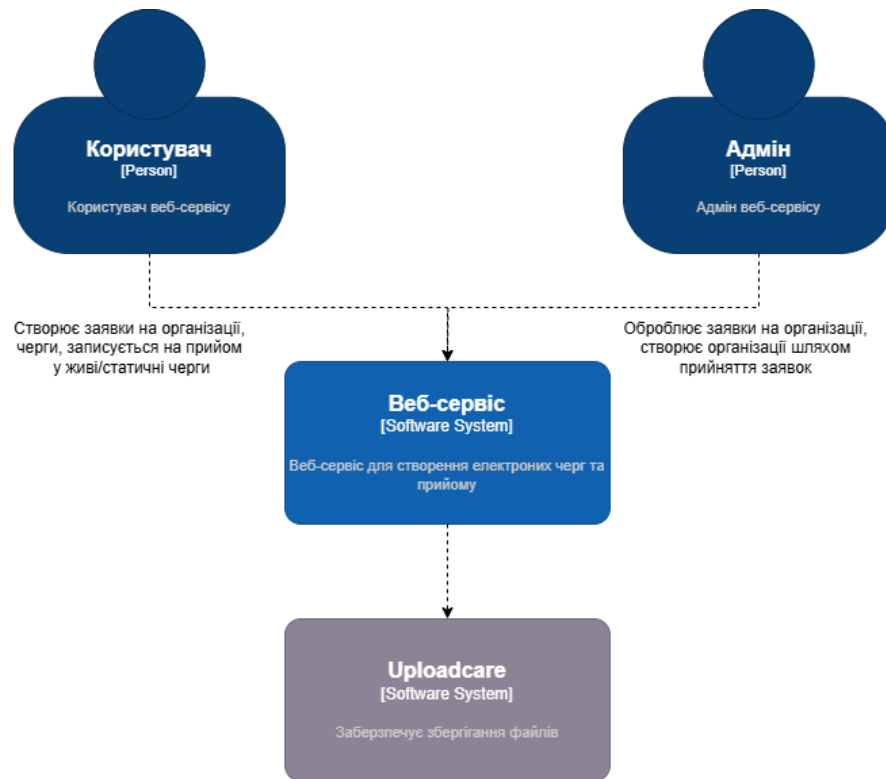 Користувач
[Person]
Користувач веб-сервісу
Адмін
[Person]
Адмін веб-сервісу
Створює заявки на організації,
черги, записується на прийом
у живі/статичні черги
Оброблює заявки на організації,
створює організації шляхом
прийняття заявок
Веб-сервіс
[Software System]
Веб-сервіс для створення електроних черг та
прийому
Uploadcare
[Software System]
Заберзпечує зберігання файлів